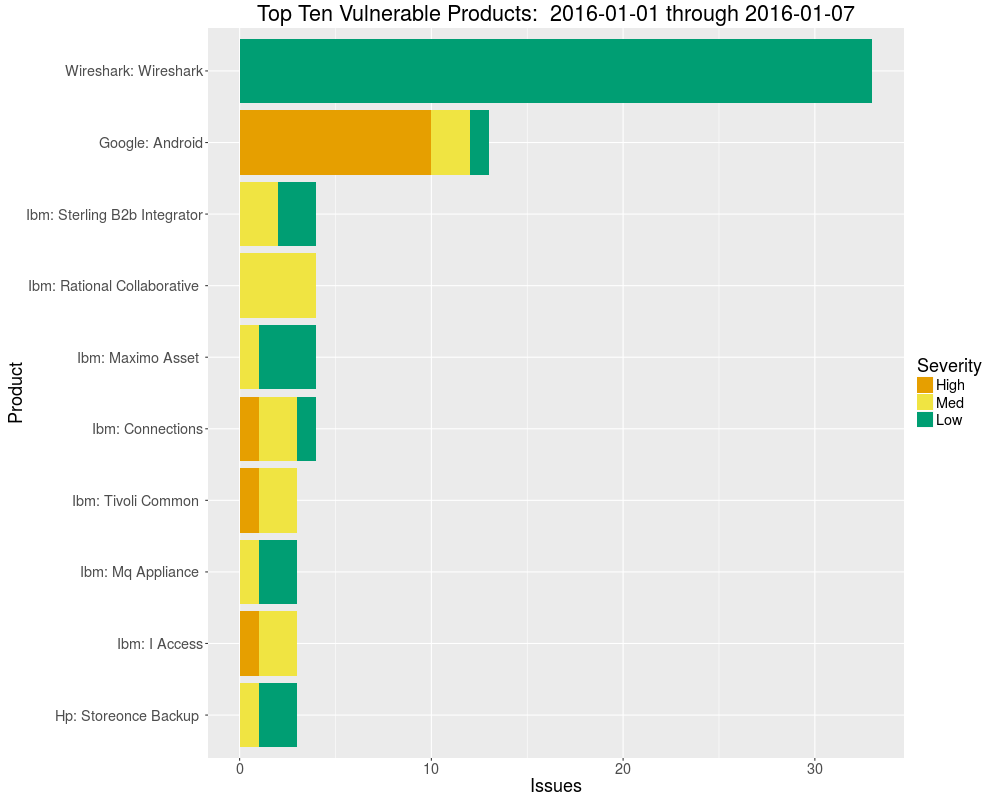 Top Ten Vulnerable Products:  2016-01-01 through 2016-01-07
Wireshark: Wireshark
Google: Android
Ibm: Sterling B2b Integrator
Ibm: Rational Collaborative
Ibm: Maximo Asset
Ibm: Connections
Ibm: Tivoli Common
Ibm: Mq Appliance
Ibm: I Access
Hp: Storeonce Backup
Product
0 10 20 30
Issues
Severity
High
Med
Low